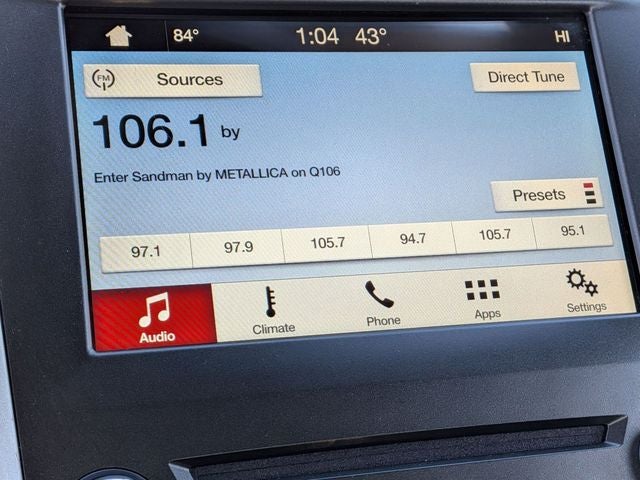 84° 1:04 43° HI
FM Sources Direct Tune
106.1 by
Enter Sandman by METALLICA on Q106
Presets
97.1 97.9 105.7 94.7 105.7 95.1
Audio Climate Phone Apps Settings